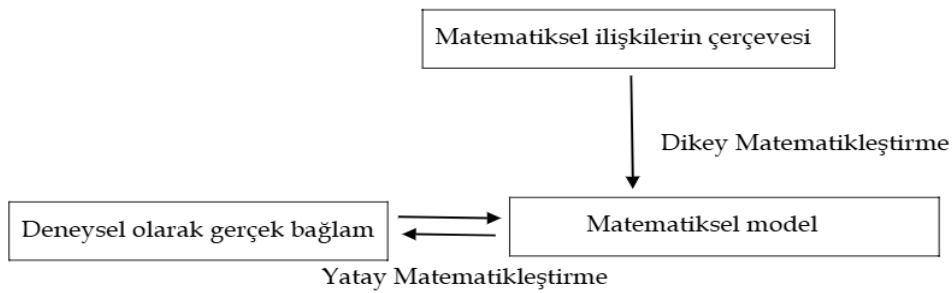 Matematiksel ilişkilerin çerçevesi
Dikey Matematikleştirme
Deneysel olarak gerçek bağlam
Matematiksel model
Yatay Matematikleştirme